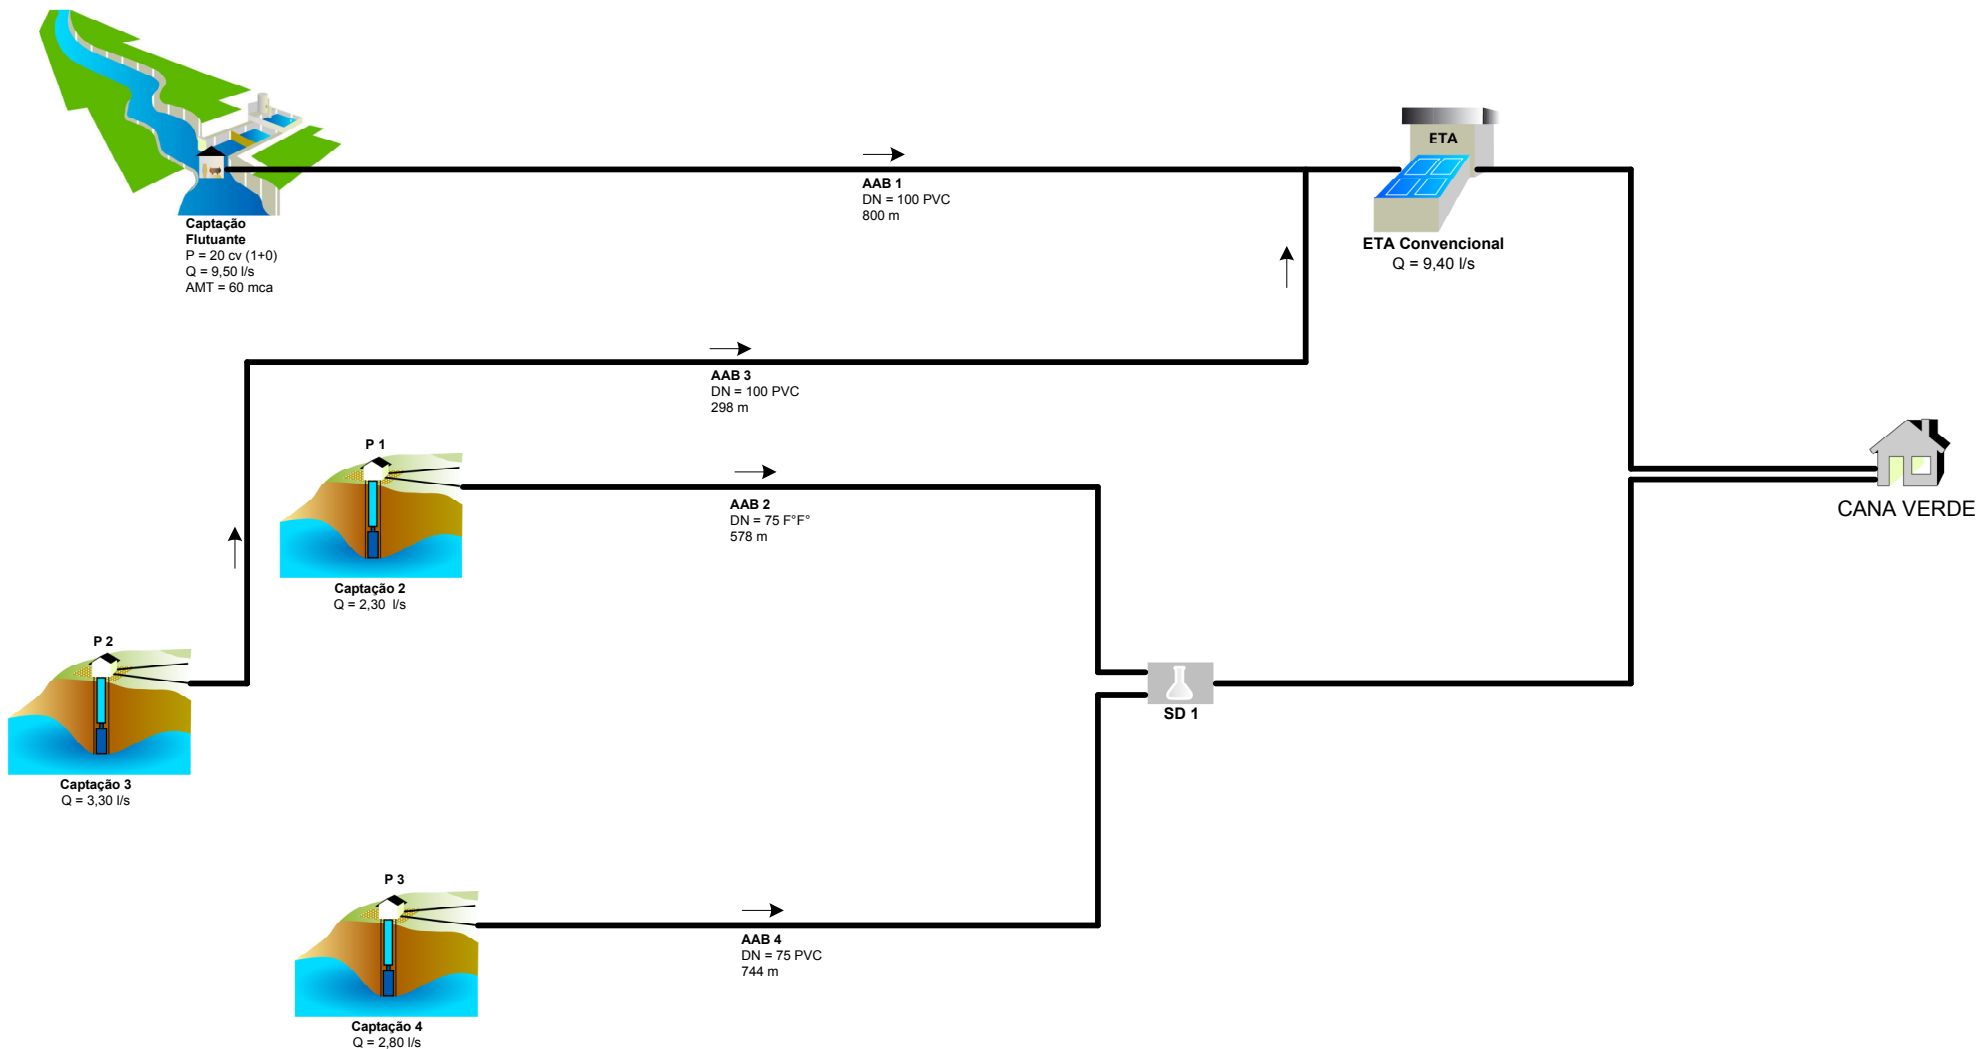 ETA
AAB 1
DN = 100 PVC
800 m
Captação
Flutuante
P = 20 cv (1+0)
Q = 9,50 l/s
AMT = 60 mca
ETA Convencional
Q = 9,40 l/s
AAB 3
DN = 100 PVC
298 m
P 1
AAB 2
DN = 75 F°F°
578 m
CANA VERDE
Captação 2
Q = 2,30 l/s
P 2
SD 1
Captação 3
Q = 3,30 l/s
P 3
AAB 4
DN = 75 PVC
744 m
Captação 4
Q = 2,80 l/s